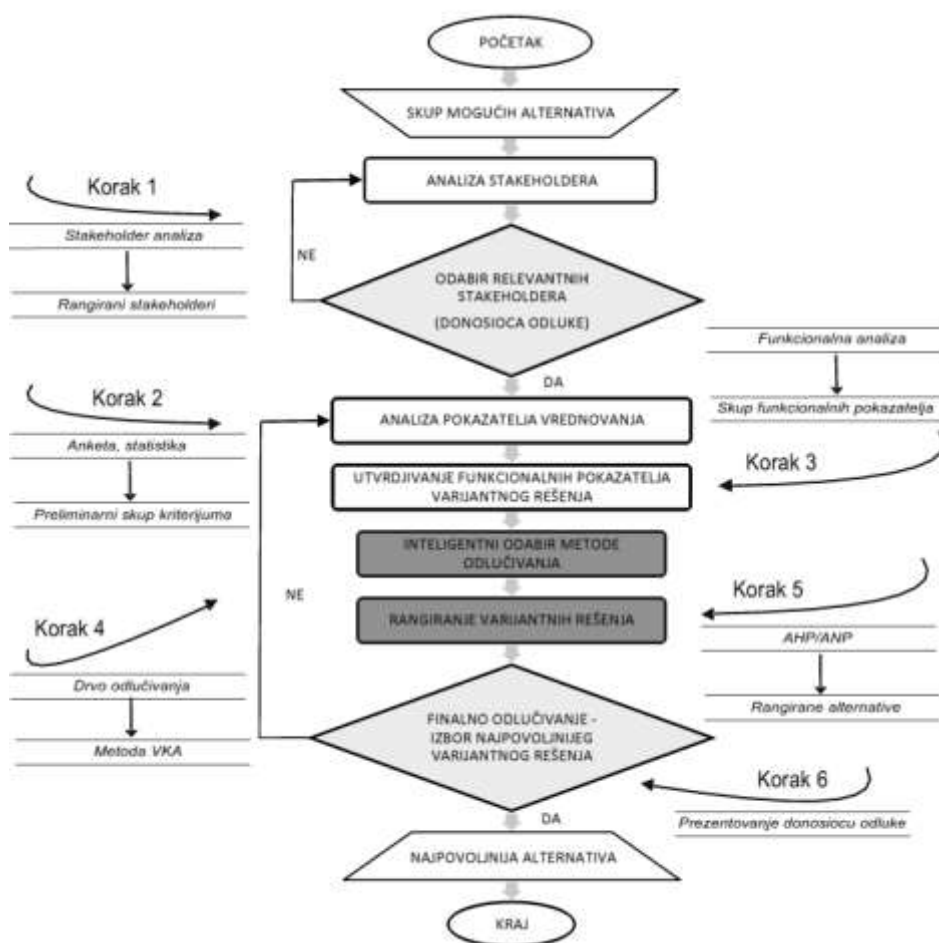 POČETAK
SKUP MOGUĆIH ALTERNATIVA
ANALIZA STAKEHOLDERA
Korak 1
Stakeholder analiza
Rangirani stakeholderi
NE
ODABIR RELEVANTNIH
STAKEHOLDERA
(DONOSIOCA ODLUKE)
DA
Funkcionalna analiza
Skup funkcionalnih pokazatelja
Korak 3
Korak 2
Anketa, statistika
Preliminarni skup kriterijuma
ANALIZA POKAZATELJA VREDNOVANJA
UTVRDJIVANJE FUNKCIONALNIH POKAZATELJA
VARIJANTNOG REŠENJA
INTELIGENTNI ODABIR METODE
ODLUČIVANJA
NE
RANGIRANJE VARIJANTNIH REŠENJA
Korak 4
Drvo odlučivanja
Metoda VKA
Korak 5
AHP/ANP
Rangirane alternative
FINALNO ODLUČIVANJE -
IZBOR NAJPOVOLJNIJEG
VARIJANTNOG REŠENJA
Korak 6
Prezentovanje donosiocu odluke
DA
NAJPOVOLJNIJA ALTERNATIVA
KRAJ